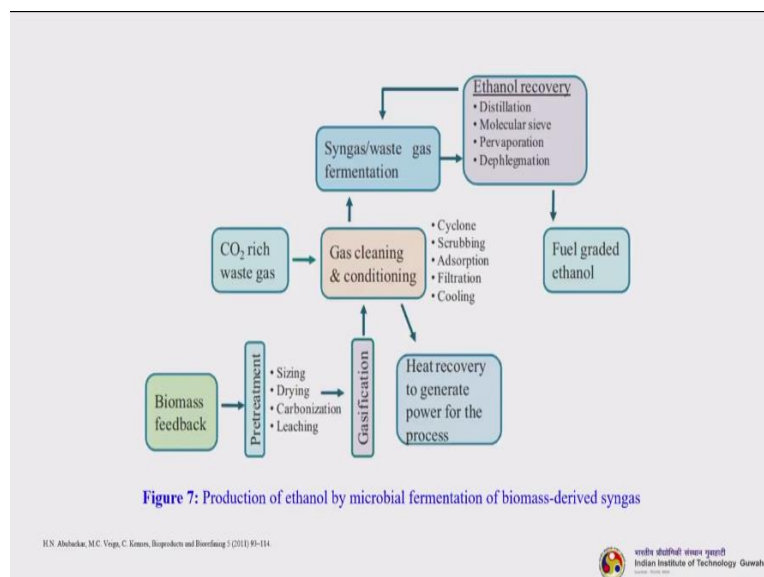 Ethanol recovery
• Distillation
• Molecular sieve
• Pervaporation
• Dephlegmation
Syngas/waste gas
fermentation
CO₂ rich
waste gas
Gas cleaning
& conditioning
• Cyclone
• Scrubbing
• Adsorption
• Filtration
• Cooling
Fuel graded
ethanol
Biomass
feedback
Pretreatment
• Sizing
• Drying
• Carbonization
• Leaching
Gasification
Heat recovery
to generate
power for the
process
Figure 7: Production of ethanol by microbial fermentation of biomass-derived syngas
H.N. Abubackar, M.C. Veiga, C. Kennes, Bioproducts and Biorefining 5 (2011) 93–114.
भारतीय प्रौद्योगिकी संस्थान गुवाहाटी
Indian Institute of Technology Guwah